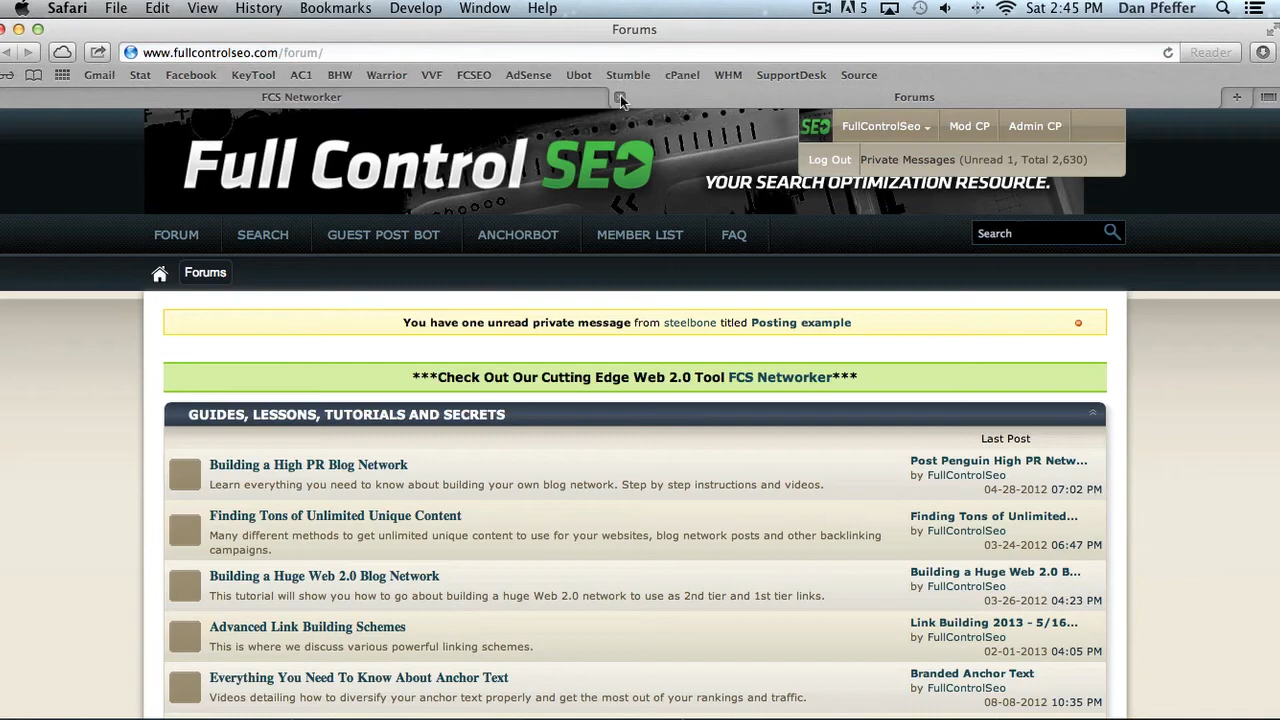 Safari File Edit View History Bookmarks Develop Window Help 5 Sat 2:45 PM Dan Pfeffer
Forums
www.fullcontrolseo.com/forum/ Reader
Gmail Stat Facebook KeyTool AC1 BHW Warrior VVF FCSEO AdSense Ubot Stumble cPanel WHM SupportDesk Source
FCS Networker Forums
Full Control SEO
YOUR SEARCH OPTIMIZATION RESOURCE.
SEO FullControlSeo Mod CP Admin CP
Log Out Private Messages (Unread 1, Total 2,630)
FORUM SEARCH GUEST POST BOT ANCHORBOT MEMBER LIST FAQ Search
Forums
You have one unread private message from steelbone titled Posting example
***Check Out Our Cutting Edge Web 2.0 Tool FCS Networker***
GUIDES, LESSONS, TUTORIALS AND SECRETS
Last Post
Building a High PR Blog Network
Learn everything you need to know about building your own blog network. Step by step instructions and videos.
Post Penguin High PR Netw...
by FullControlSeo
04-28-2012 07:02 PM
Finding Tons of Unlimited Unique Content
Many different methods to get unlimited unique content to use for your websites, blog network posts and other backlinking
campaigns.
Finding Tons of Unlimited...
by FullControlSeo
03-24-2012 06:47 PM
Building a Huge Web 2.0 Blog Network
This tutorial will show you how to go about building a huge Web 2.0 network to use as 2nd tier and 1st tier links.
Building a Huge Web 2.0 B...
by FullControlSeo
03-26-2012 04:23 PM
Advanced Link Building Schemes
This is where we discuss various powerful linking schemes.
Link Building 2013 - 5/16...
by FullControlSeo
02-01-2013 04:05 PM
Everything You Need To Know About Anchor Text
Videos detailing how to diversify your anchor text properly and get the most out of your rankings and traffic.
Branded Anchor Text
by FullControlSeo
08-08-2012 10:35 PM